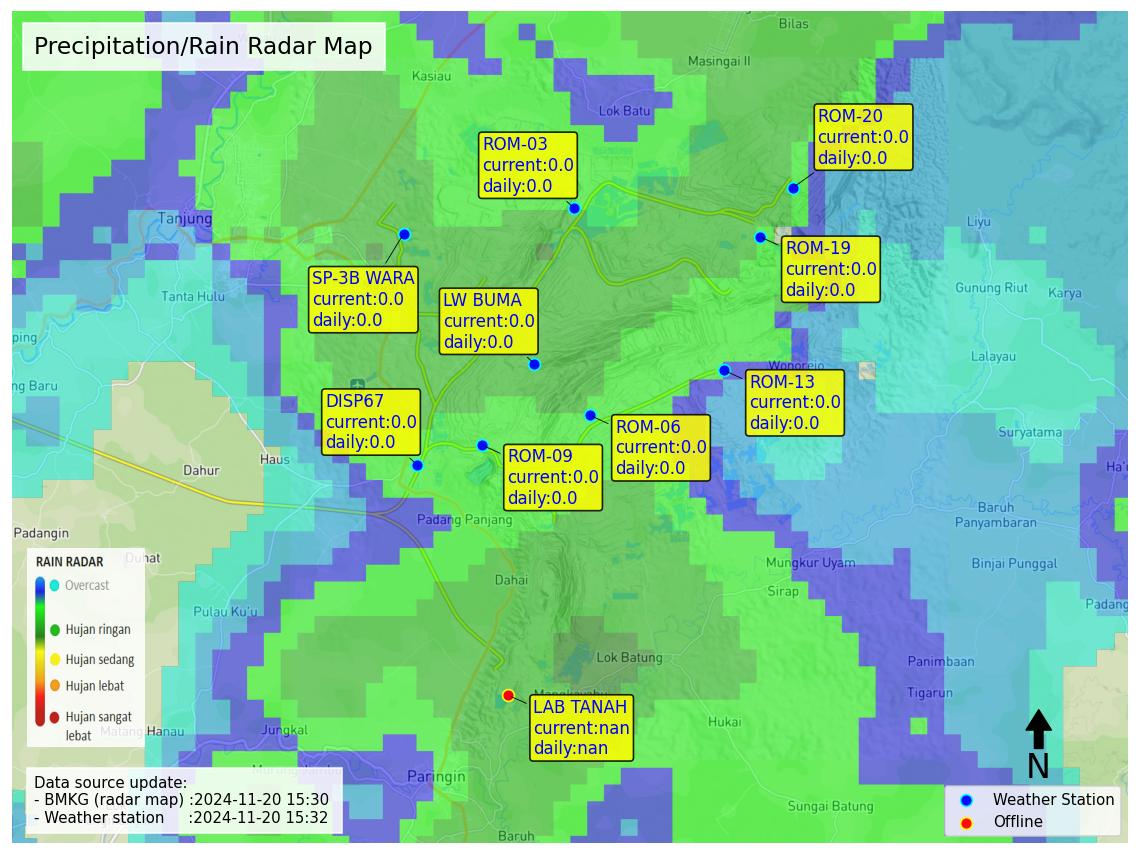 Precipitation/Rain Radar Map
Bilas
Masingai II
Kasiau
Lok Batu
ROM-20
current:0.0
daily:0.0
ROM-03
current:0.0
daily:0.0
Tanjung
Liyu
ROM-19
current:0.0
daily:0.0
SP-3B WARA
current:0.0
daily:0.0
Tanta Hulu
LW BUMA
current:0.0
daily:0.0
Gunung Riut
Karya
ping
Lalayau
Wonorejo
ng Baru
ROM-13
current:0.0
daily:0.0
DISP67
current:0.0
daily:0.0
ROM-06
current:0.0
daily:0.0
Suryatama
ROM-09
current:0.0
daily:0.0
Haus
Dahur
Ha'u
Baruh
Panyambaran
Padang Panjang
Padangin
Duhat
Mungkur Uyam
Binjai Punggal
Dahai
Sirap
Padang
Pulau Ku'u
RAIN RADAR
Overcast
Hujan ringan
Hujan sedang
Hujan lebat
Hujan sangat
lebat
Lok Batung
Panimbaan
Tigarun
LAB TANAH
current:nan
daily:nan
Hukai
Matang Hanau
Jungkal
Paringin
Sungai Batung
Baruh
Data source update:
- BMKG (radar map) :2024-11-20 15:30
- Weather station :2024-11-20 15:32
N
Weather Station
Offline